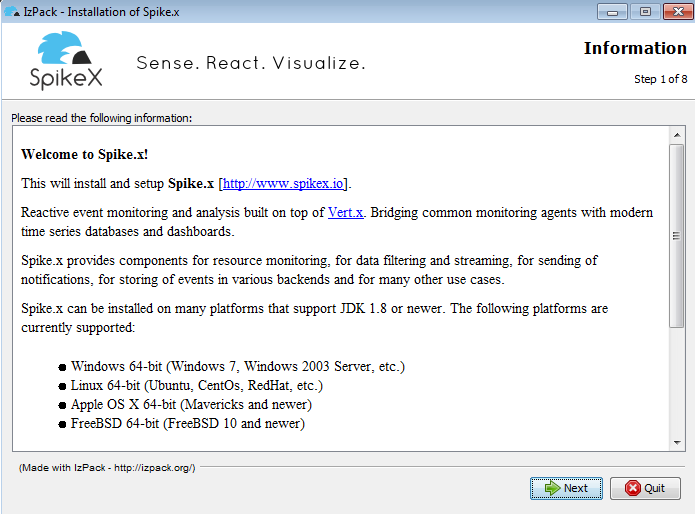 IzPack - Installation of Spike.x
SpikeX
Sense. React. Visualize.
Information
Step 1 of 8
Please read the following information:
Welcome to Spike.x!
This will install and setup Spike.x [http://www.spikex.io].
Reactive event monitoring and analysis built on top of Vert.x. Bridging common monitoring agents with modern
time series databases and dashboards.
Spike.x provides components for resource monitoring, for data filtering and streaming, for sending of
notifications, for storing of events in various backends and for many other use cases.
Spike.x can be installed on many platforms that support JDK 1.8 or newer. The following platforms are
currently supported:
● Windows 64-bit (Windows 7, Windows 2003 Server, etc.)
● Linux 64-bit (Ubuntu, CentOs, RedHat, etc.)
● Apple OS X 64-bit (Mavericks and newer)
● FreeBSD 64-bit (FreeBSD 10 and newer)
(Made with IzPack - http://izpack.org/)
Next
Quit